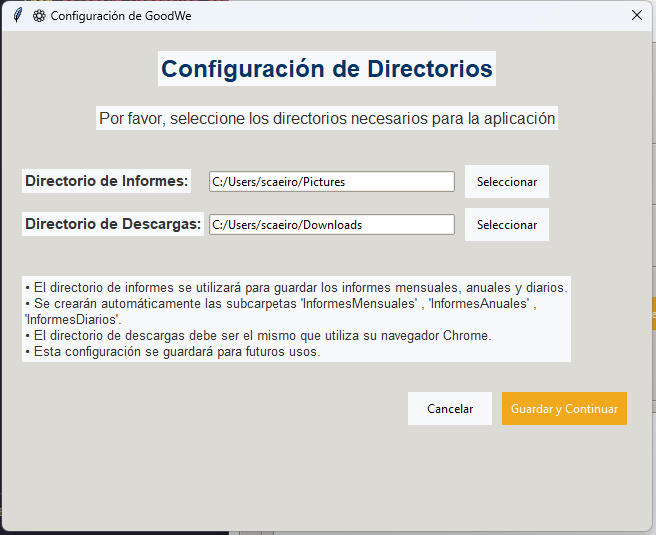 Configuración de GoodWe
Configuración de Directorios
Por favor, seleccione los directorios necesarios para la aplicación
Directorio de Informes:
C:/Users/scaeiro/Pictures
Seleccionar
Directorio de Descargas:
C:/Users/scaeiro/Downloads
Seleccionar
• El directorio de informes se utilizará para guardar los informes mensuales, anuales y diarios.
• Se crearán automáticamente las subcarpetas 'InformesMensuales' , 'InformesAnuales' ,
'InformesDiarios'.
• El directorio de descargas debe ser el mismo que utiliza su navegador Chrome.
• Esta configuración se guardará para futuros usos.
Cancelar
Guardar y Continuar